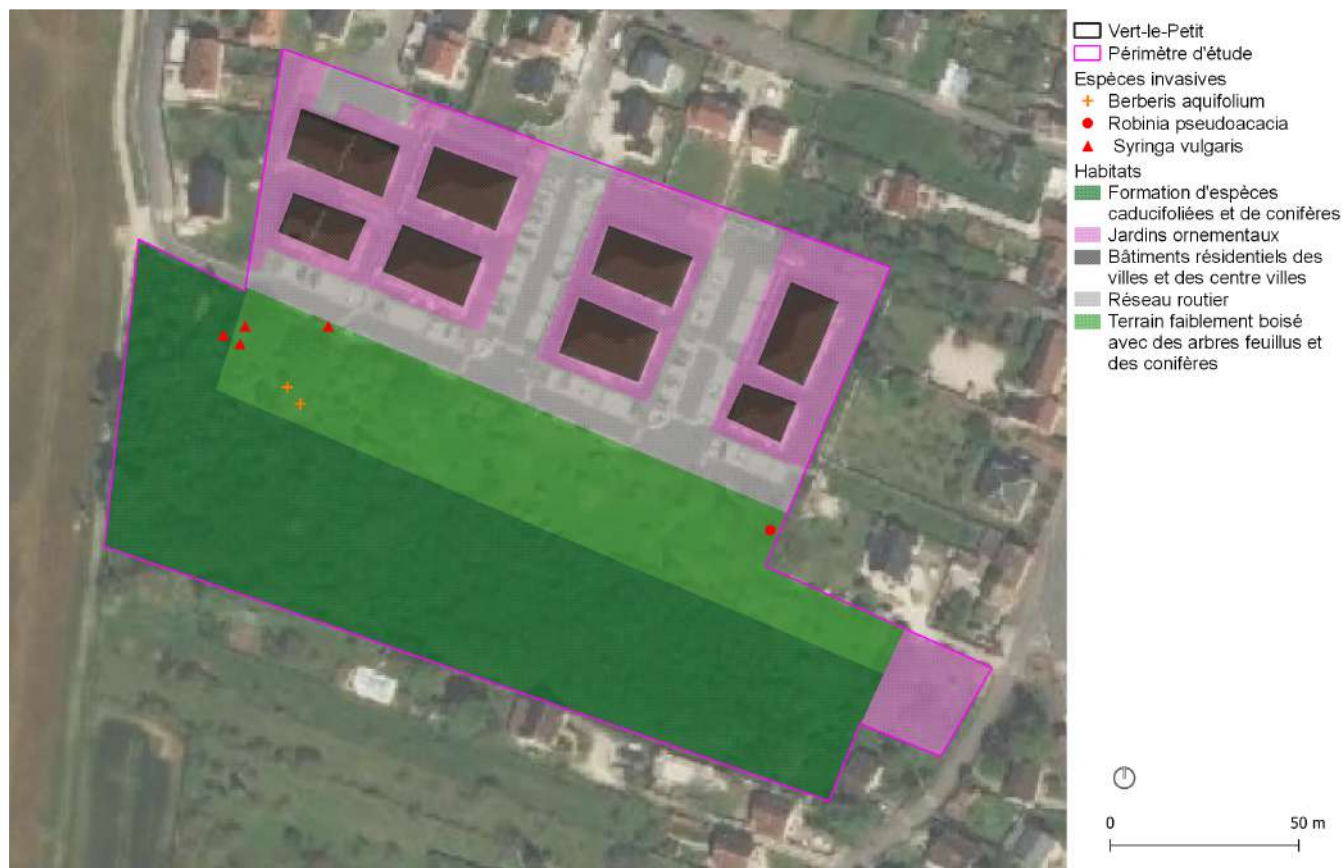 Vert-le-Petit
Périmètre d'étude
Espèces invasives
Berberis aquifolium
Robinia pseudoacacia
Syringa vulgaris
Habitats
Formation d'espèces
caducifoliées et de conifères
Jardins ornementaux
Bâtiments résidentiels des
villes et des centre villes
Réseau routier
Terrain faiblement boisé
avec des arbres feuillus et
des conifères
0 50 m